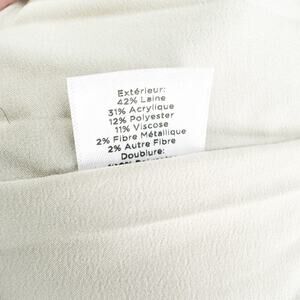 Extérieur:
42% Laine
31% Acrylique
12% Polyester
11% Viscose
2% Fibre Métallique
2% Autre Fibre
Doublure: